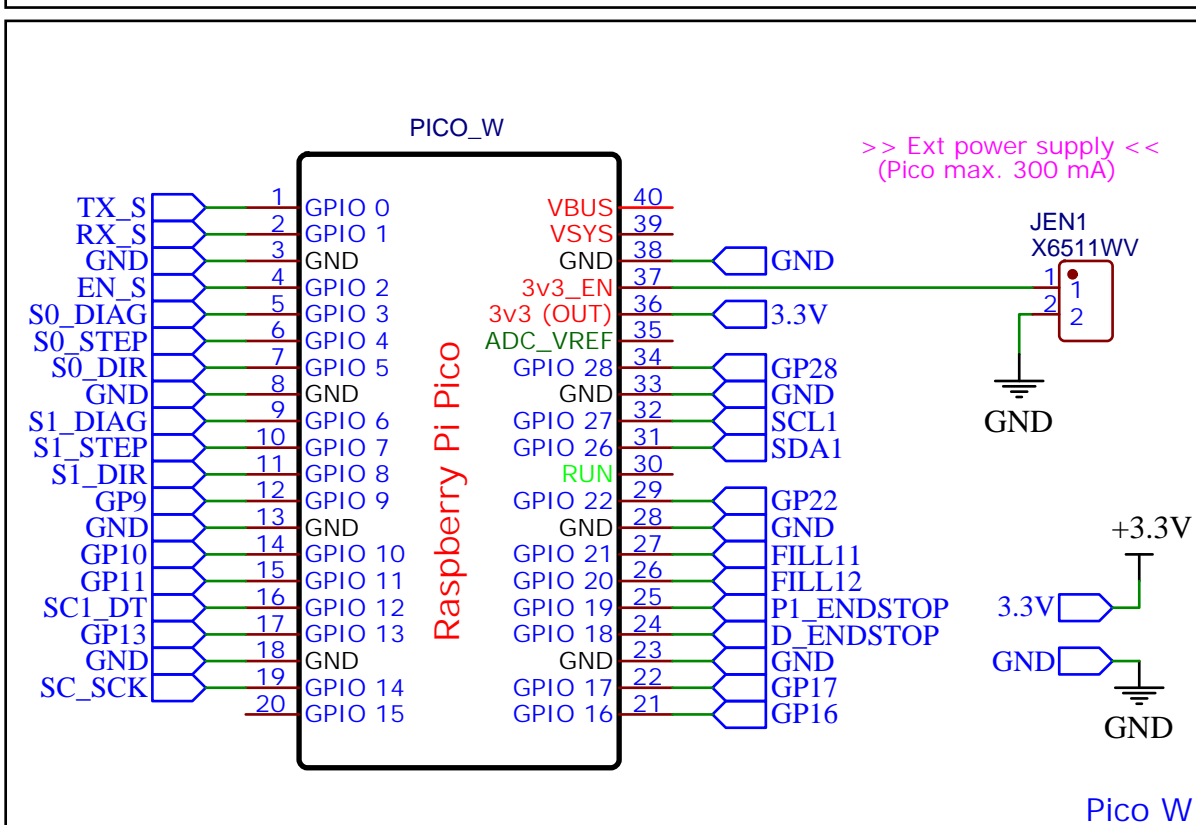 PICO_W
>> Ext power supply <<
(Pico max. 300 mA)
JEN1
X6511WV
TX_S 1 GPIO 0
RX_S 2 GPIO 1
GND 3 GND
EN_S 4 GPIO 2
S0_DIAG 5 GPIO 3
S0_STEP 6 GPIO 4
S0_DIR 7 GPIO 5
GND 8 GND
S1_DIAG 9 GPIO 6
S1_STEP 10 GPIO 7
S1_DIR 11 GPIO 8
GP9 12 GPIO 9
GND 13 GND
GP10 14 GPIO 10
GP11 15 GPIO 11
SC1_DT 16 GPIO 12
GP13 17 GPIO 13
GND 18 GND
SC_SCK 19 GPIO 14
20 GPIO 15
Raspberry Pi Pico
VBUS 40
VSYS 39
GND 38 GND
3v3_EN 37
3v3 (OUT) 36 3.3V
ADC_VREF 35
GPIO 28 34 GP28
GND 33 GND
GPIO 27 32 SCL1
GPIO 26 31 SDA1
RUN 30
GPIO 22 29 GP22
GND 28 GND
GPIO 21 27 FILL11
GPIO 20 26 FILL12
GPIO 19 25 P1_ENDSTOP
GPIO 18 24 D_ENDSTOP
GND 23 GND
GPIO 17 22 GP17
GPIO 16 21 GP16
1 1
2 2
GND
+3.3V
3.3V
GND
GND
Pico W